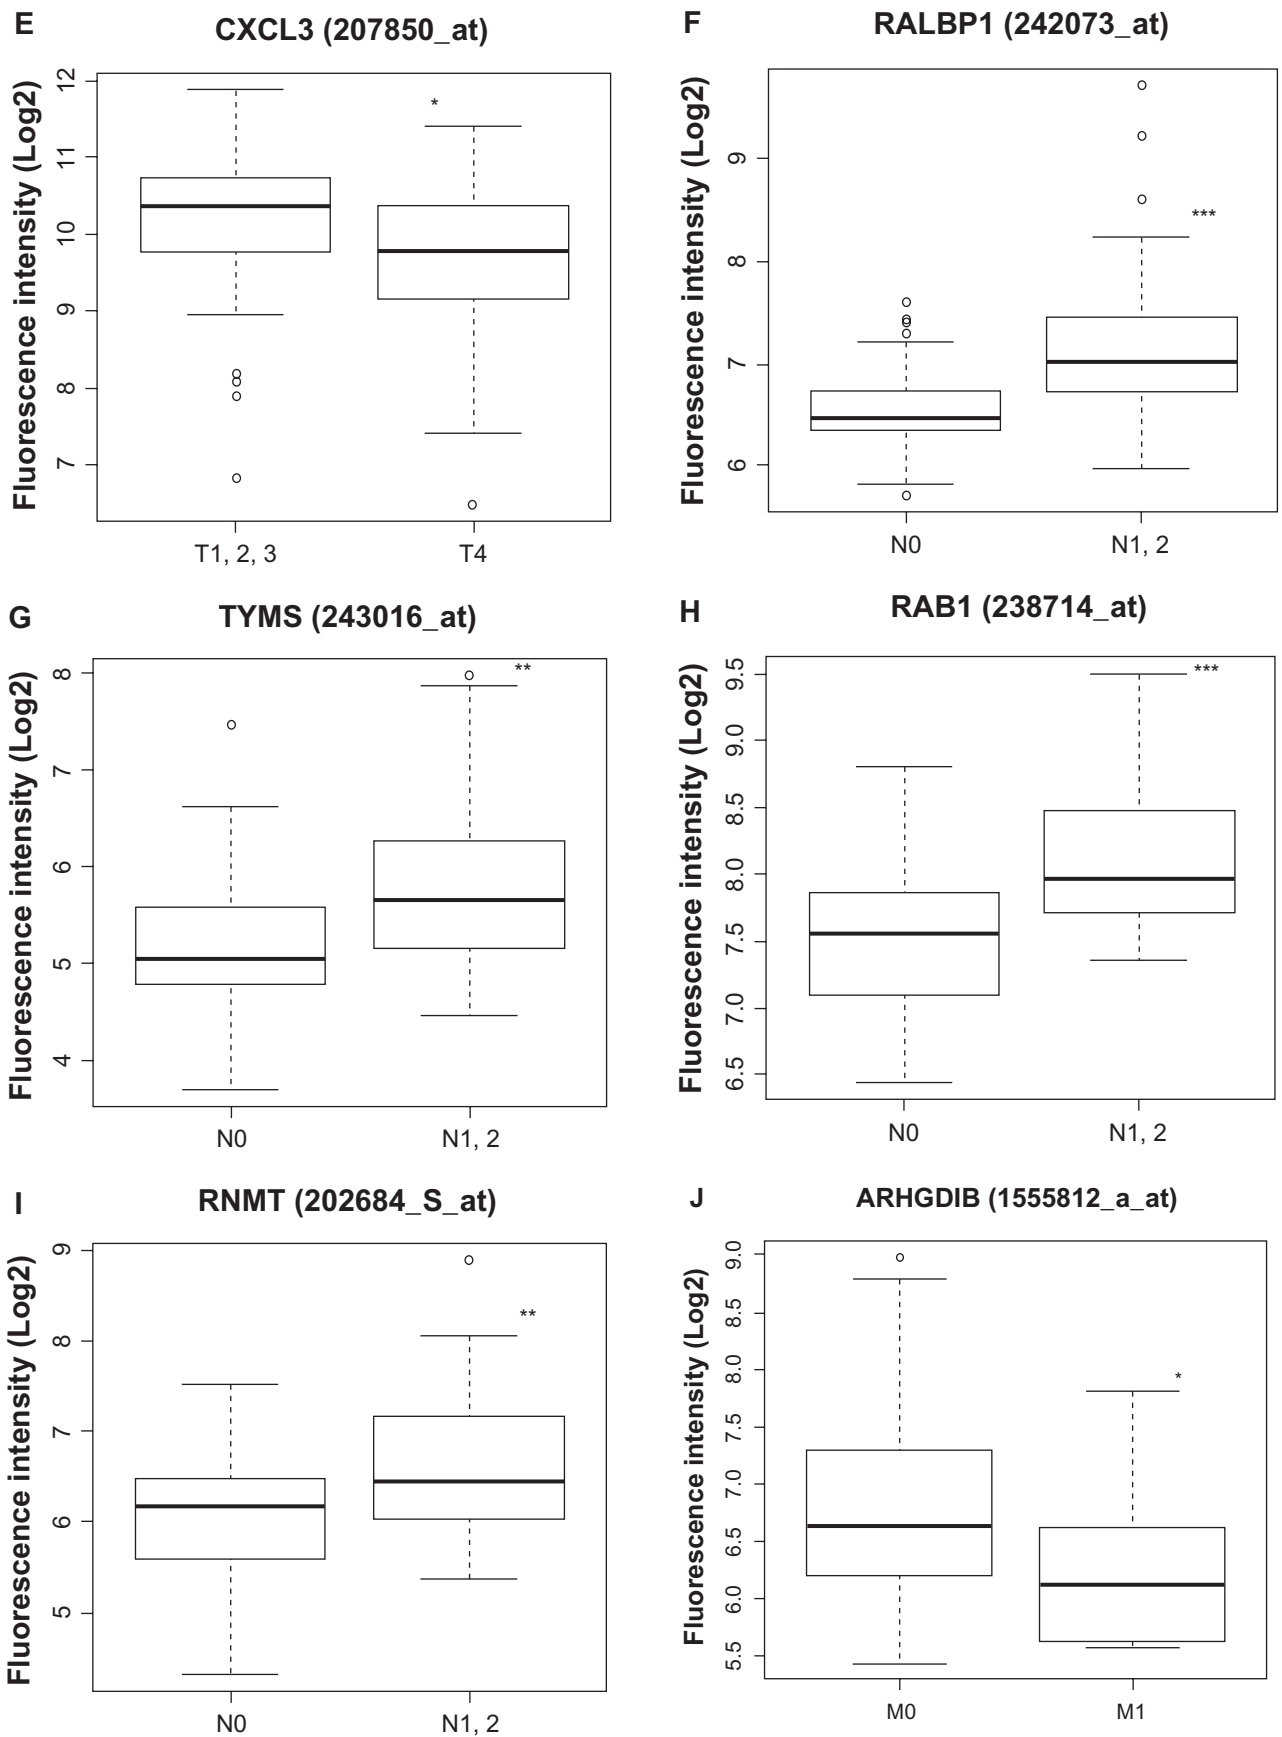 E
CXCL3 (207850_at)
Fluorescence intensity (Log2)
12
11
10
9
8
7
*
T1, 2, 3
T4
F
RALBP1 (242073_at)
Fluorescence intensity (Log2)
9
8
7
6
***
N0
N1, 2
G
TYMS (243016_at)
Fluorescence intensity (Log2)
8
7
6
5
4
**
N0
N1, 2
H
RAB1 (238714_at)
Fluorescence intensity (Log2)
9.5
9.0
8.5
8.0
7.5
7.0
6.5
***
N0
N1, 2
I
RNMT (202684_S_at)
Fluorescence intensity (Log2)
9
8
7
6
5
**
N0
N1, 2
J
ARHGDIB (1555812_a_at)
Fluorescence intensity (Log2)
9.0
8.5
8.0
7.5
7.0
6.5
6.0
5.5
*
M0
M1